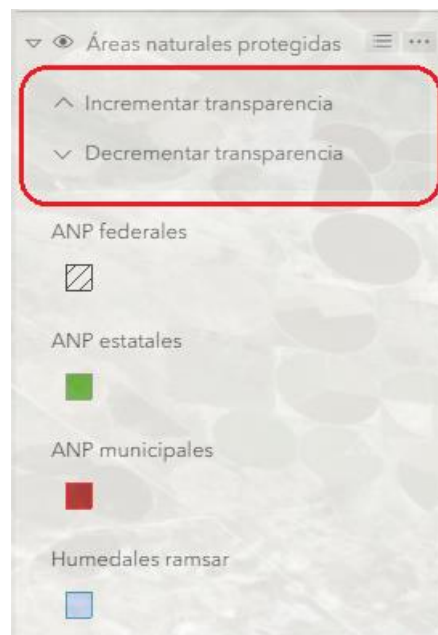 Áreas naturales protegidas
Incrementar transparencia
Decrementar transparencia
ANP federales
ANP estatales
ANP municipales
Humedales ramsar